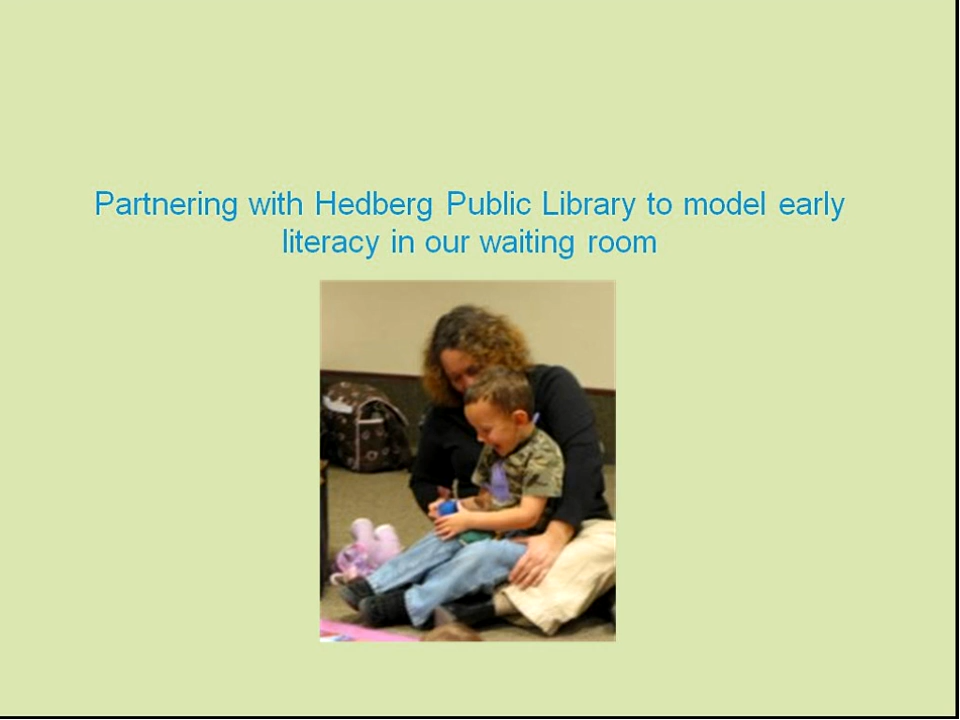 Partnering with Hedberg Public Library to model early
literacy in our waiting room